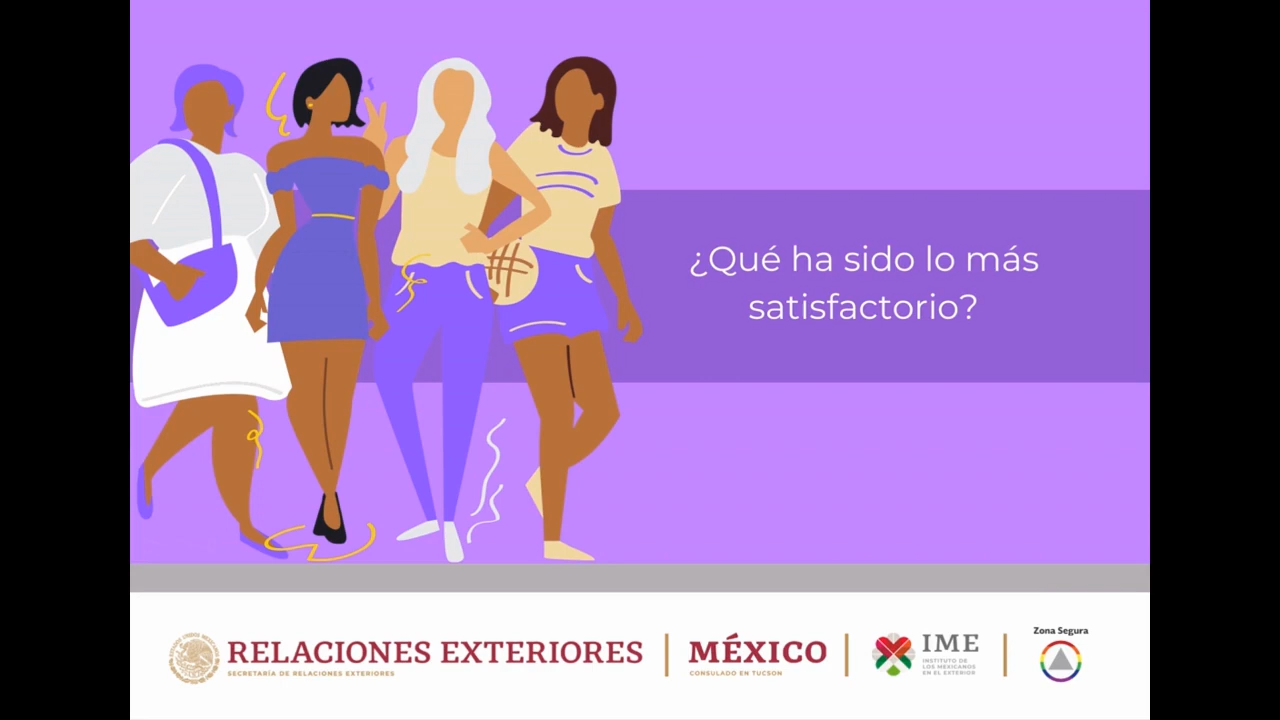 ¿Qué ha sido lo más
satisfactorio?
Zona Segura
RELACIONES EXTERIORES
SECRETARÍA DE RELACIONES EXTERIORES
MÉXICO
CONSULADO EN TUCSON
IME
INSTITUTO DE
LOS MEXICANOS
EN EL EXTERIOR